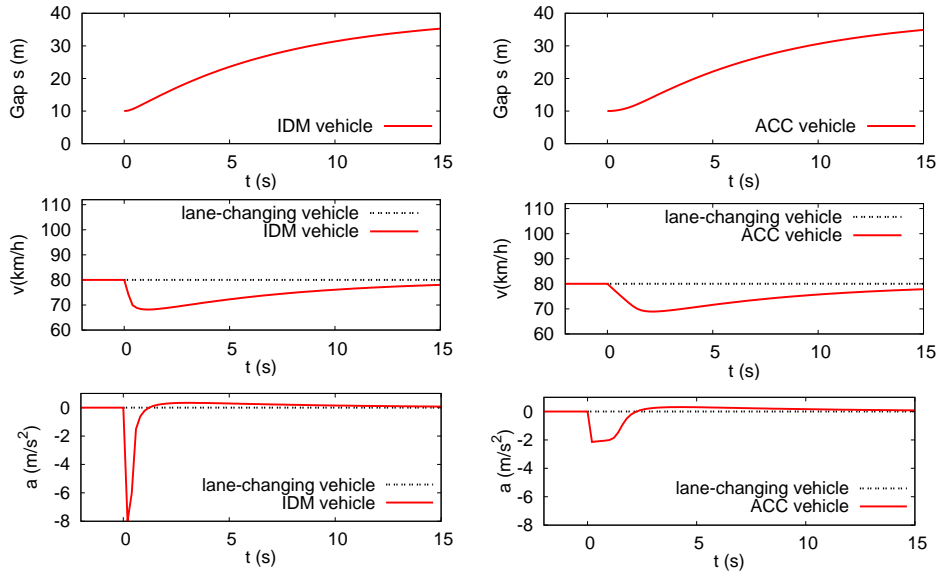 40
30
20
10
0
Gap s (m)
IDM vehicle
0 5 10 15
t (s)
40
30
20
10
0
Gap s (m)
ACC vehicle
0 5 10 15
t (s)
110
100
90
80
70
60
v(km/h)
lane-changing vehicle
IDM vehicle
0 5 10 15
t (s)
110
100
90
80
70
60
v(km/h)
lane-changing vehicle
ACC vehicle
0 5 10 15
t (s)
0
-2
-4
-6
-8
a (m/s²)
lane-changing vehicle
IDM vehicle
0 5 10 15
t (s)
0
-2
-4
-6
-8
a (m/s²)
lane-changing vehicle
ACC vehicle
0 5 10 15
t (s)